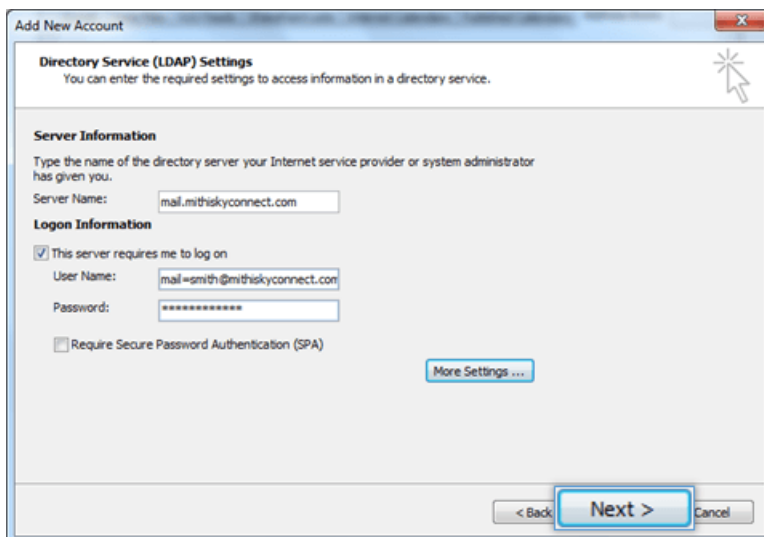 Add New Account
Directory Service (LDAP) Settings
You can enter the required settings to access information in a directory service.
Server Information
Type the name of the directory server your Internet service provider or system administrator
has given you.
Server Name: mail.mithiskyconnect.com
Logon Information
This server requires me to log on
User Name: mail=smith@mithiskyconnect.com
Password: ************
Require Secure Password Authentication (SPA)
More Settings ...
< Back Next > Cancel